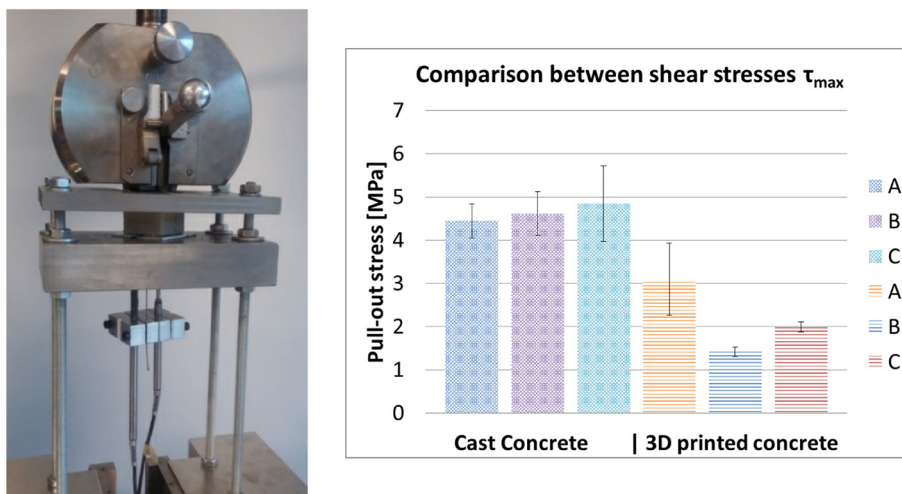 Comparison between shear stresses τmax
Pull-out stress [MPa]
7
6
5
4
3
2
1
0
Cast Concrete | 3D printed concrete
A
B
C
A
B
C